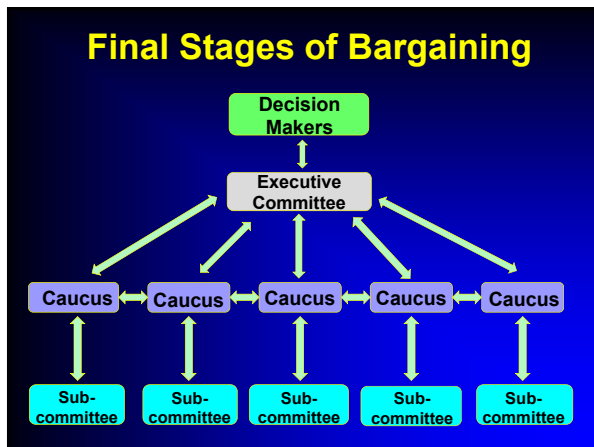 Final Stages of Bargaining
Decision
Makers
Executive
Committee
Caucus
Caucus
Caucus
Caucus
Caucus
Sub-
committee
Sub-
committee
Sub-
committee
Sub-
committee
Sub-
committee